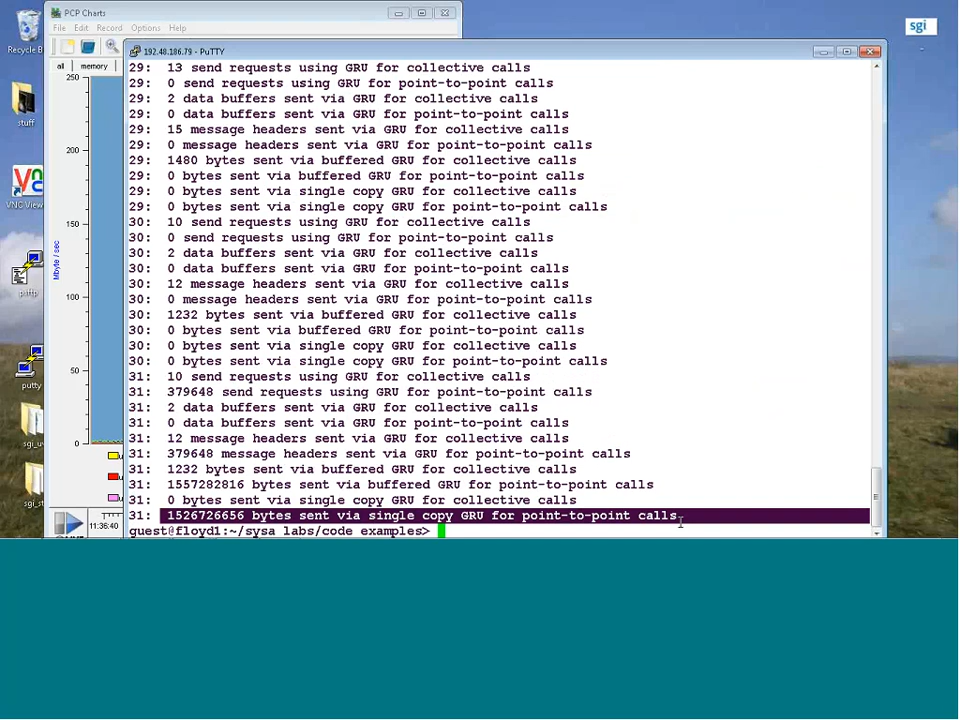 PCP Charts
File Edit Record Options Help
192.48.186.79 - PuTTY
sgi
Recycle B
all memory
250
200
150
100
50
0
Mbyte / sec
stuff
VNC View
psftp
putty
sgi_uv
sgi_st
11:36:40
29: 13 send requests using GRU for collective calls
29: 0 send requests using GRU for point-to-point calls
29: 2 data buffers sent via GRU for collective calls
29: 0 data buffers sent via GRU for point-to-point calls
29: 15 message headers sent via GRU for collective calls
29: 0 message headers sent via GRU for point-to-point calls
29: 1480 bytes sent via buffered GRU for collective calls
29: 0 bytes sent via buffered GRU for point-to-point calls
29: 0 bytes sent via single copy GRU for collective calls
29: 0 bytes sent via single copy GRU for point-to-point calls
30: 10 send requests using GRU for collective calls
30: 0 send requests using GRU for point-to-point calls
30: 2 data buffers sent via GRU for collective calls
30: 0 data buffers sent via GRU for point-to-point calls
30: 12 message headers sent via GRU for collective calls
30: 0 message headers sent via GRU for point-to-point calls
30: 1232 bytes sent via buffered GRU for collective calls
30: 0 bytes sent via buffered GRU for point-to-point calls
30: 0 bytes sent via single copy GRU for collective calls
30: 0 bytes sent via single copy GRU for point-to-point calls
31: 10 send requests using GRU for collective calls
31: 379648 send requests using GRU for point-to-point calls
31: 2 data buffers sent via GRU for collective calls
31: 0 data buffers sent via GRU for point-to-point calls
31: 12 message headers sent via GRU for collective calls
31: 379648 message headers sent via GRU for point-to-point calls
31: 1232 bytes sent via buffered GRU for collective calls
31: 1557282816 bytes sent via buffered GRU for point-to-point calls
31: 0 bytes sent via single copy GRU for collective calls
31: 1526726656 bytes sent via single copy GRU for point-to-point calls
guest@floyd1:~/sysa labs/code examples>